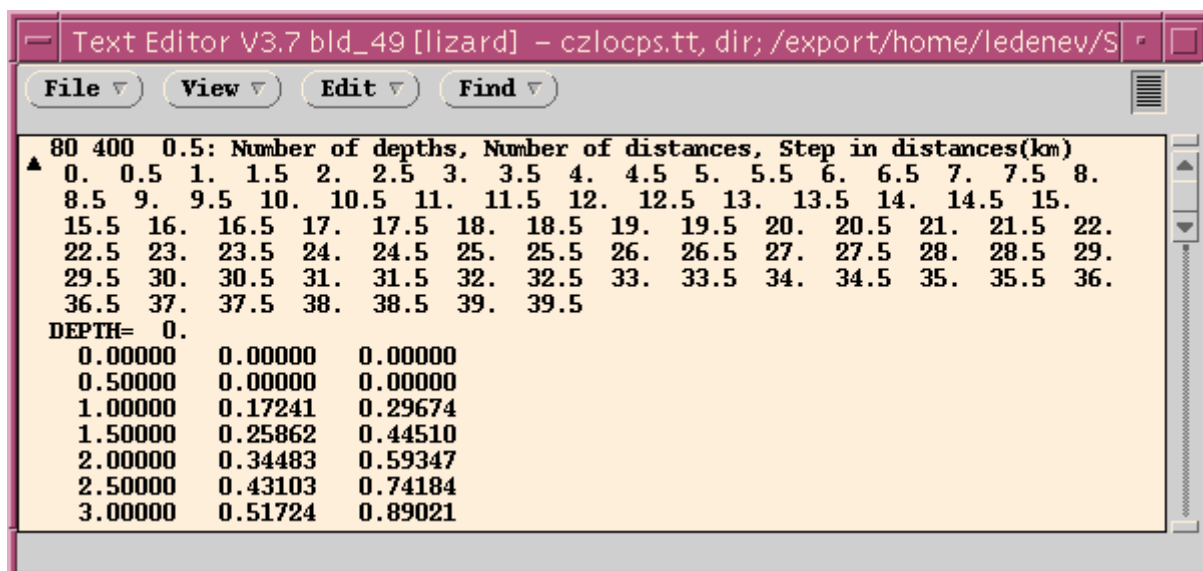 Text Editor V3.7 bld_49 [lizard] – czlocps.tt, dir; /export/home/ledenev/S
File View Edit Find
80 400 0.5: Number of depths, Number of distances, Step in distances(km)
0. 0.5 1. 1.5 2. 2.5 3. 3.5 4. 4.5 5. 5.5 6. 6.5 7. 7.5 8.
8.5 9. 9.5 10. 10.5 11. 11.5 12. 12.5 13. 13.5 14. 14.5 15.
15.5 16. 16.5 17. 17.5 18. 18.5 19. 19.5 20. 20.5 21. 21.5 22.
22.5 23. 23.5 24. 24.5 25. 25.5 26. 26.5 27. 27.5 28. 28.5 29.
29.5 30. 30.5 31. 31.5 32. 32.5 33. 33.5 34. 34.5 35. 35.5 36.
36.5 37. 37.5 38. 38.5 39. 39.5
DEPTH= 0.
0.00000 0.00000 0.00000
0.50000 0.00000 0.00000
1.00000 0.17241 0.29674
1.50000 0.25862 0.44510
2.00000 0.34483 0.59347
2.50000 0.43103 0.74184
3.00000 0.51724 0.89021